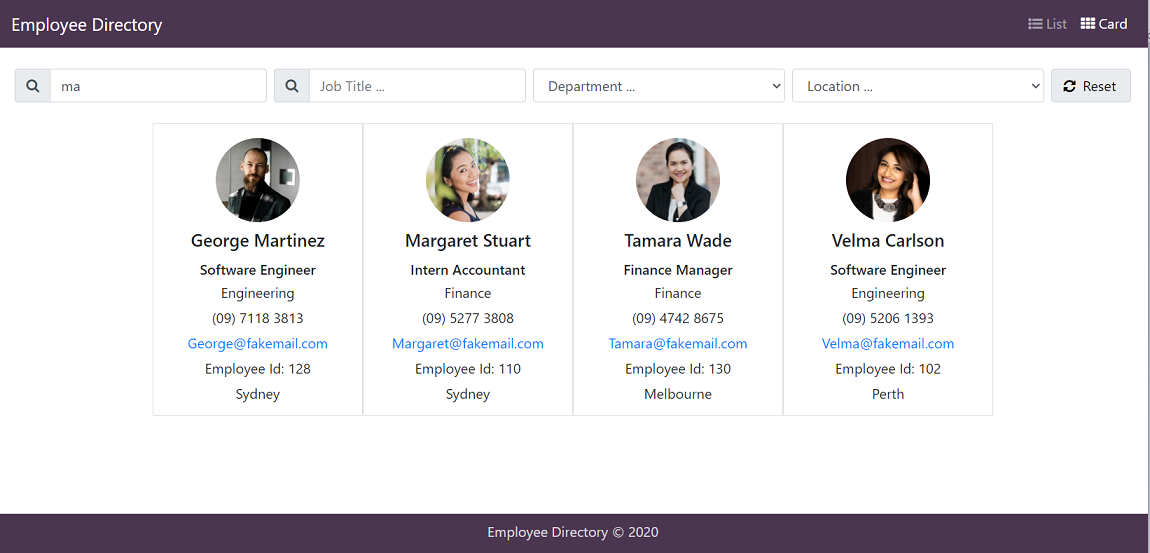 Employee Directory
List Card
ma
Job Title ...
Department ...
Location ...
Reset
George Martinez
Software Engineer
Engineering
(09) 7118 3813
George@fakemail.com
Employee Id: 128
Sydney
Margaret Stuart
Intern Accountant
Finance
(09) 5277 3808
Margaret@fakemail.com
Employee Id: 110
Sydney
Tamara Wade
Finance Manager
Finance
(09) 4742 8675
Tamara@fakemail.com
Employee Id: 130
Melbourne
Velma Carlson
Software Engineer
Engineering
(09) 5206 1393
Velma@fakemail.com
Employee Id: 102
Perth
Employee Directory © 2020